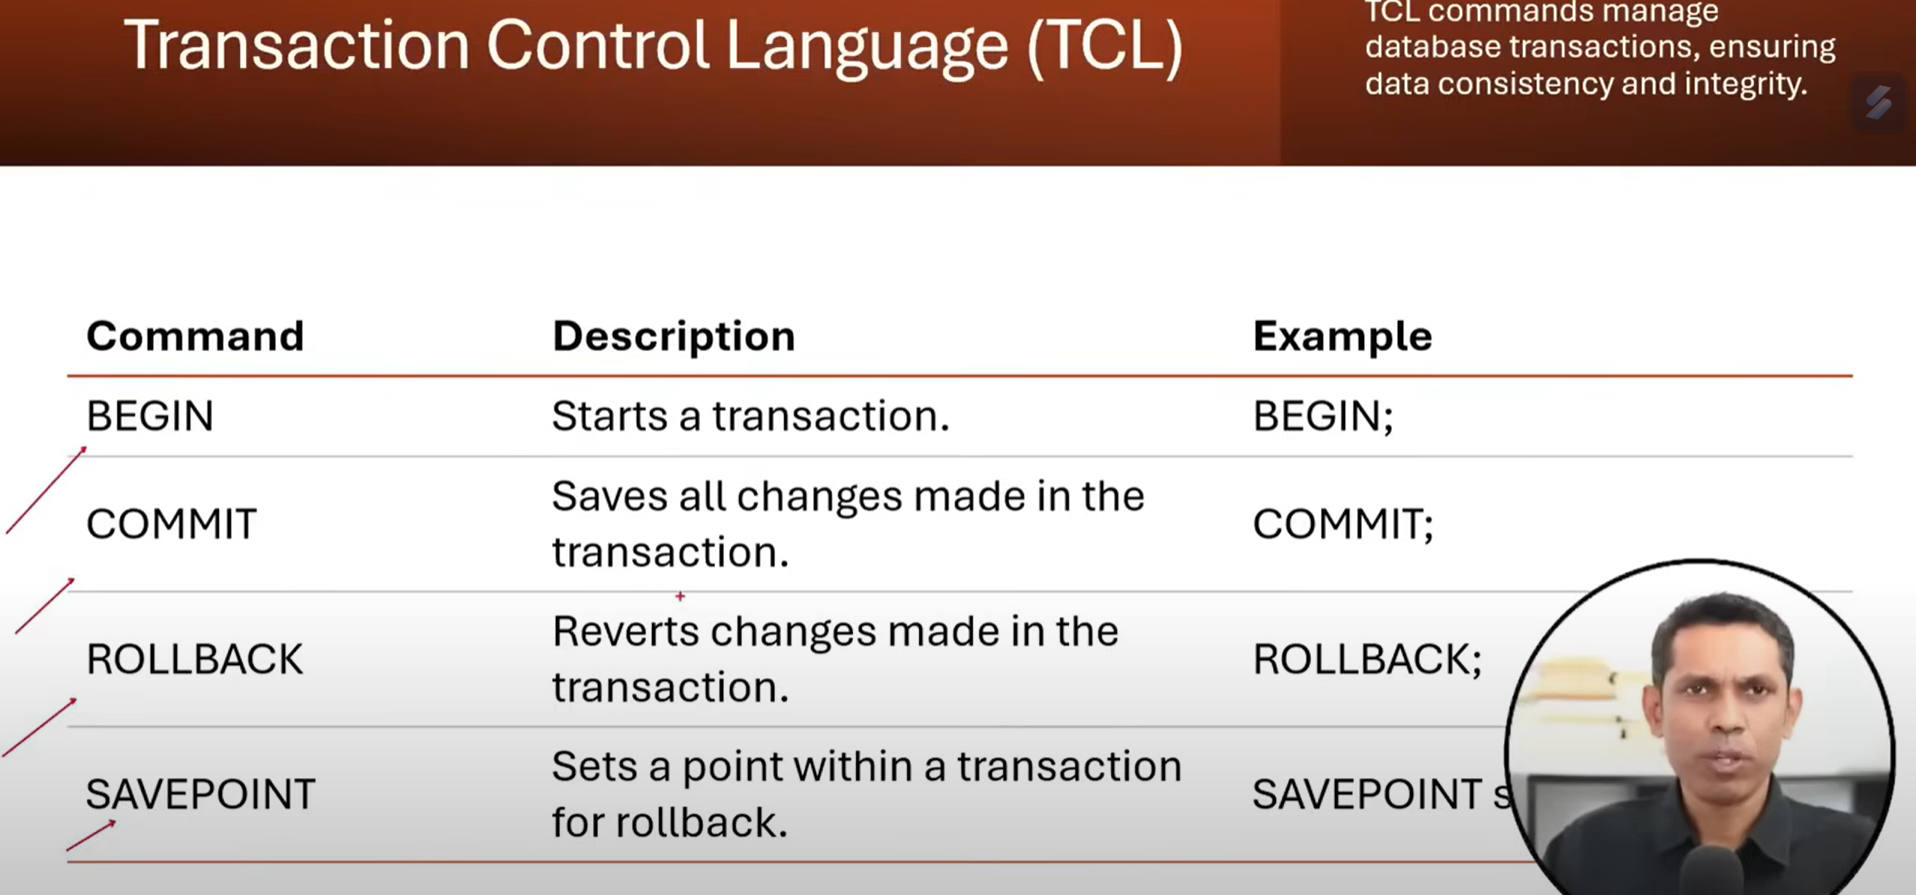 Transaction Control Language (TCL)
TCL commands manage
database transactions, ensuring
data consistency and integrity.
Command Description Example
BEGIN Starts a transaction. BEGIN;
COMMIT Saves all changes made in the
transaction. COMMIT;
ROLLBACK Reverts changes made in the
transaction. ROLLBACK;
SAVEPOINT Sets a point within a transaction
for rollback. SAVEPOINT